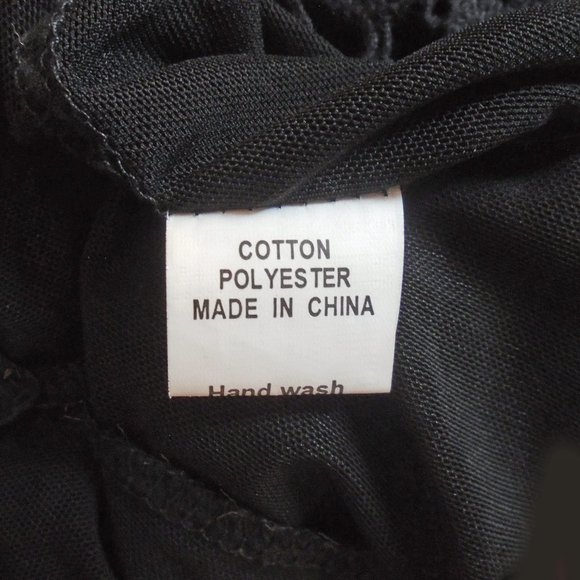 COTTON
POLYESTER
MADE IN CHINA
Hand wash